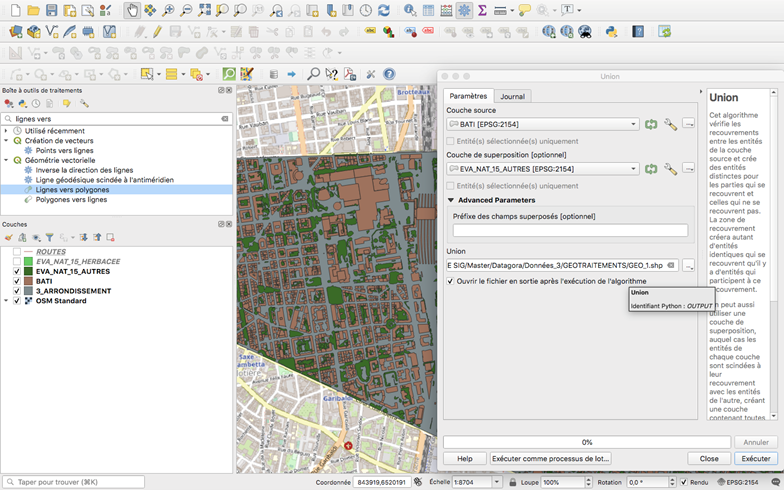 Boîte à outils de traitements
lignes vers
Utilisé récemment
Création de vecteurs
Points vers lignes
Géométrie vectorielle
Inverse la direction des lignes
Ligne géodésique scindée à l'antiméridien
Lignes vers polygones
Polygones vers lignes
Couches
ROUTES
EVA_NAT_15_HERBACEE
EVA_NAT_15_AUTRES
BATI
3_ARRONDISSEMENT
OSM Standard
Brotteaux
Rue Vauban
Saxe
Garibaldi
Union
Paramètres
Journal
Couche source
BATI [EPSG:2154]
Entité(s) sélectionnée(s) uniquement
Couche de superposition [optionnel]
EVA_NAT_15_AUTRES [EPSG:2154]
Entité(s) sélectionnée(s) uniquement
Advanced Parameters
Préfixe des champs superposés [optionnel]
Union
E SIG/Master/Datagora/Données_3/GEOTRAITEMENTS/GEO_1.shp
Ouvrir le fichier en sortie après l'exécution de l'algorithme
Union
Identifiant Python : OUTPUT
0%
Annuler
Help
Exécuter comme processus de lot...
Close
Exécuter
Union
Cet algorithme
vérifie les
recouvrements
entre les entités
de la couche
source et crée
des entités
distinctes pour
les parties qui se
recouvrent et
celles qui ne se
recouvrent pas.
La zone de
recouvrement
créera autant
d'entités
identiques qui se
recouvrent qu'il y
a d'entités qui
participent à ce
recouvrement.
n peut aussi
utiliser une
couche de
superposition,
auquel cas les
entités de
chaque couche
sont scindées à
leur
recouvrement
avec les entités
de l'autre, créant
une couche
contenant toutes
Taper pour trouver (⌘K)
Coordonnée
843919,6520191
Échelle
1:8704
Loupe
100%
Rotation
0,0 °
Rendu
EPSG:2154